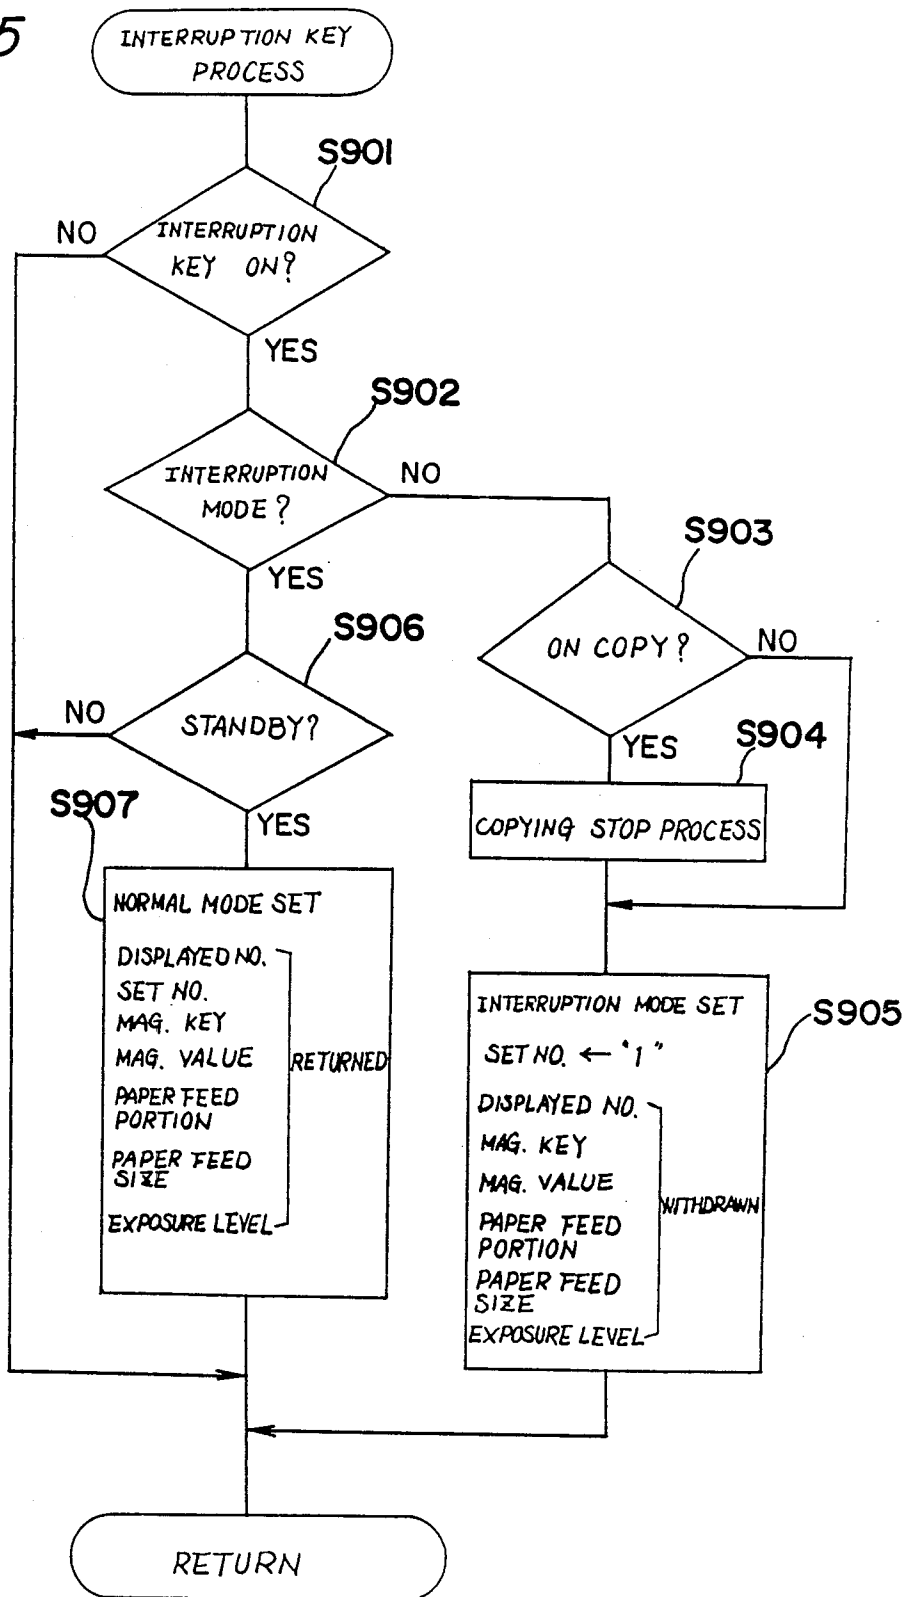 5
INTERRUPTION KEY
PROCESS
S901
NO
INTERRUPTION
KEY ON?
YES
S902
INTERRUPTION
MODE?
NO
YES
S903
ON COPY?
NO
YES
S906
STANDBY?
NO
YES
S904
COPYING STOP PROCESS
S907
NORMAL MODE SET
DISPLAYED NO.
SET NO.
MAG. KEY
MAG. VALUE
RETURNED
PAPER FEED
PORTION
PAPER FEED
SIZE
EXPOSURE LEVEL
S905
INTERRUPTION MODE SET
SET NO. ← "1"
DISPLAYED NO.
MAG. KEY
MAG. VALUE
WITHDRAWN
PAPER FEED
PORTION
PAPER FEED
SIZE
EXPOSURE LEVEL
RETURN